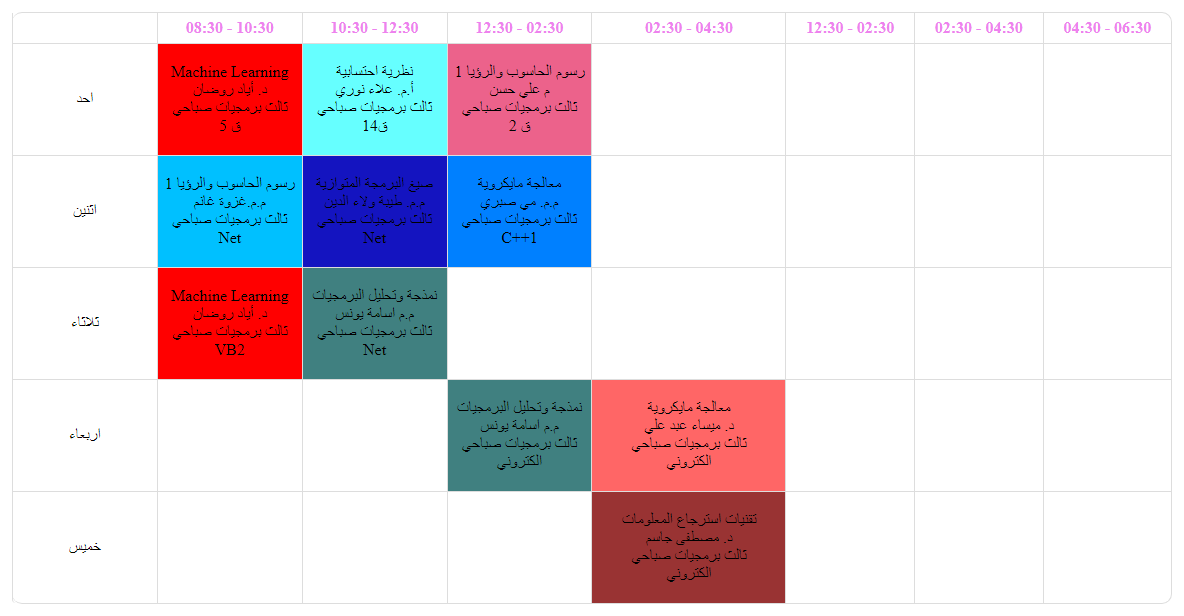 08:30 - 10:30
10:30 - 12:30
12:30 - 02:30
02:30 - 04:30
12:30 - 02:30
02:30 - 04:30
04:30 - 06:30
احد
Machine Learning
د. أياد روضان
ثالث برمجيات صباحي
ق 5
نظرية احتسابية
أ.م. علاء نوري
ثالث برمجيات صباحي
ق14
رسوم الحاسوب والرؤيا 1
م علي حسن
ثالث برمجيات صباحي
ق 2
اثنين
رسوم الحاسوب والرؤيا 1
م.م.غزوة غانم
ثالث برمجيات صباحي
Net
صيغ البرمجة المتوازية
م.م. طيبة ولاء الدين
ثالث برمجيات صباحي
Net
معالجة مايكروية
م.م. مي صبري
ثالث برمجيات صباحي
C++1
ثلاثاء
Machine Learning
د. أياد روضان
ثالث برمجيات صباحي
VB2
نمذجة وتحليل البرمجيات
م.م اسامة يونس
ثالث برمجيات صباحي
Net
اربعاء
نمذجة وتحليل البرمجيات
م.م اسامة يونس
ثالث برمجيات صباحي
الكتروني
معالجة مايكروية
د. ميساء عبد علي
ثالث برمجيات صباحي
الكتروني
خميس
تقنيات استرجاع المعلومات
د. مصطفى جاسم
ثالث برمجيات صباحي
الكتروني